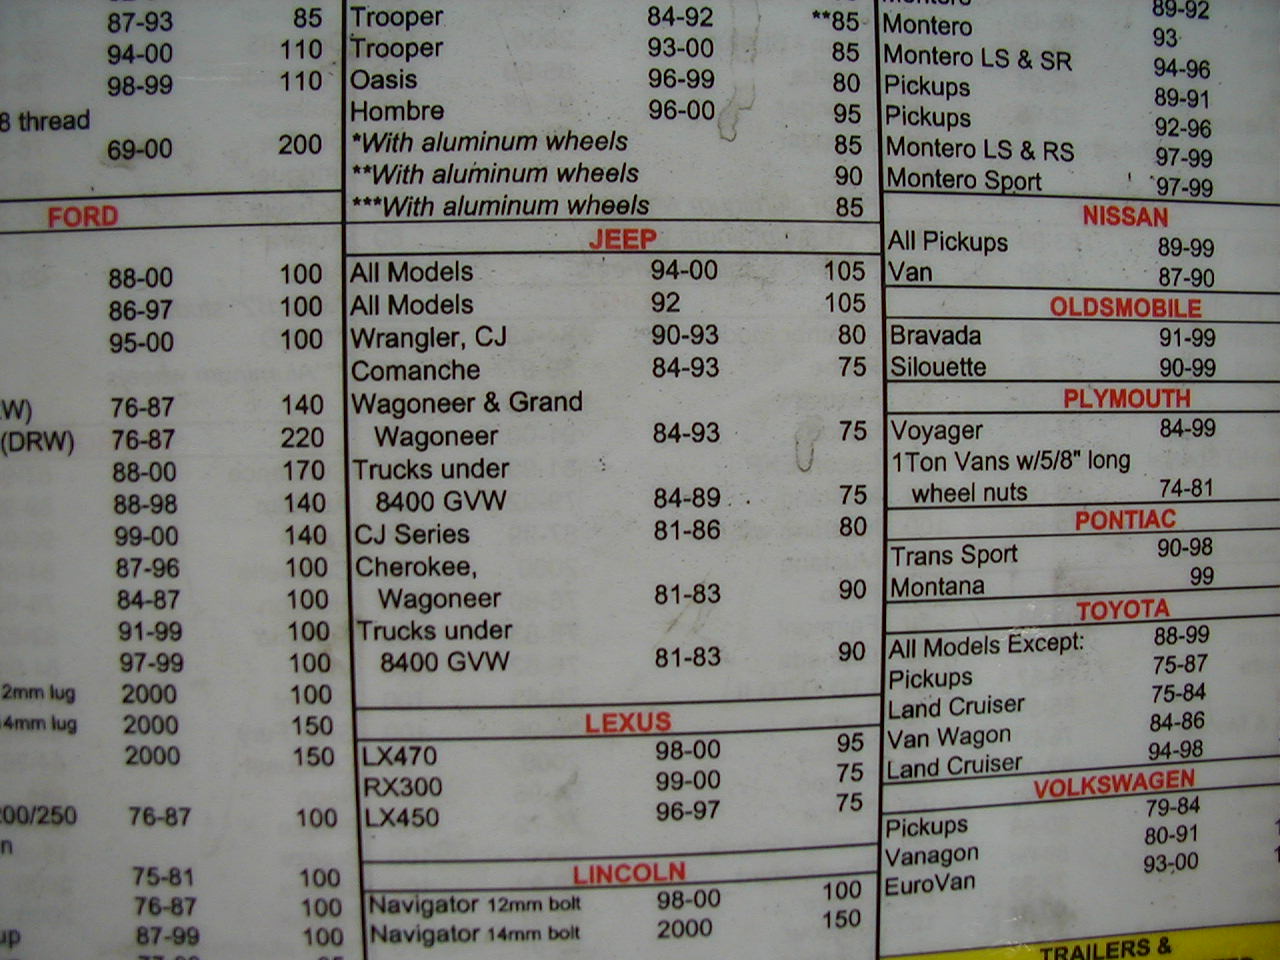 87-93 85
94-00 110
98-99 110
8 thread
69-00 200
FORD
88-00 100
86-97 100
95-00 100
W) 76-87 140
(DRW) 76-87 220
88-00 170
88-98 140
99-00 140
87-96 100
84-87 100
91-99 100
97-99 100
2mm lug 2000 100
4mm lug 2000 150
2000 150
00/250 76-87 100
n
75-81 100
76-87 100
up 87-99 100
Trooper 84-92 **85
Trooper 93-00 85
Oasis 96-99 80
Hombre 96-00 95
*With aluminum wheels 85
**With aluminum wheels 90
***With aluminum wheels 85
JEEP
All Models 94-00 105
All Models 92 105
Wrangler, CJ 90-93 80
Comanche 84-93 75
Wagoneer & Grand
Wagoneer 84-93 75
Trucks under
8400 GVW 84-89 75
CJ Series 81-86 80
Cherokee,
Wagoneer 81-83 90
Trucks under
8400 GVW 81-83 90
LEXUS
LX470 98-00 95
RX300 99-00 75
LX450 96-97 75
LINCOLN
Navigator 12mm bolt 98-00 100
Navigator 14mm bolt 2000 150
Montero 89-92
Montero 93
Montero LS & SR 94-96
Pickups 89-91
Pickups 92-96
Montero LS & RS 97-99
Montero Sport 97-99
NISSAN
All Pickups 89-99
Van 87-90
OLDSMOBILE
Bravada 91-99
Silouette 90-99
PLYMOUTH
Voyager 84-99
1Ton Vans w/5/8" long
wheel nuts 74-81
PONTIAC
Trans Sport 90-98
Montana 99
TOYOTA
All Models Except: 88-99
Pickups 75-87
Land Cruiser 75-84
Van Wagon 84-86
Land Cruiser 94-98
VOLKSWAGEN
Pickups 79-84
Vanagon 80-91
EuroVan 93-00
TRAILERS &